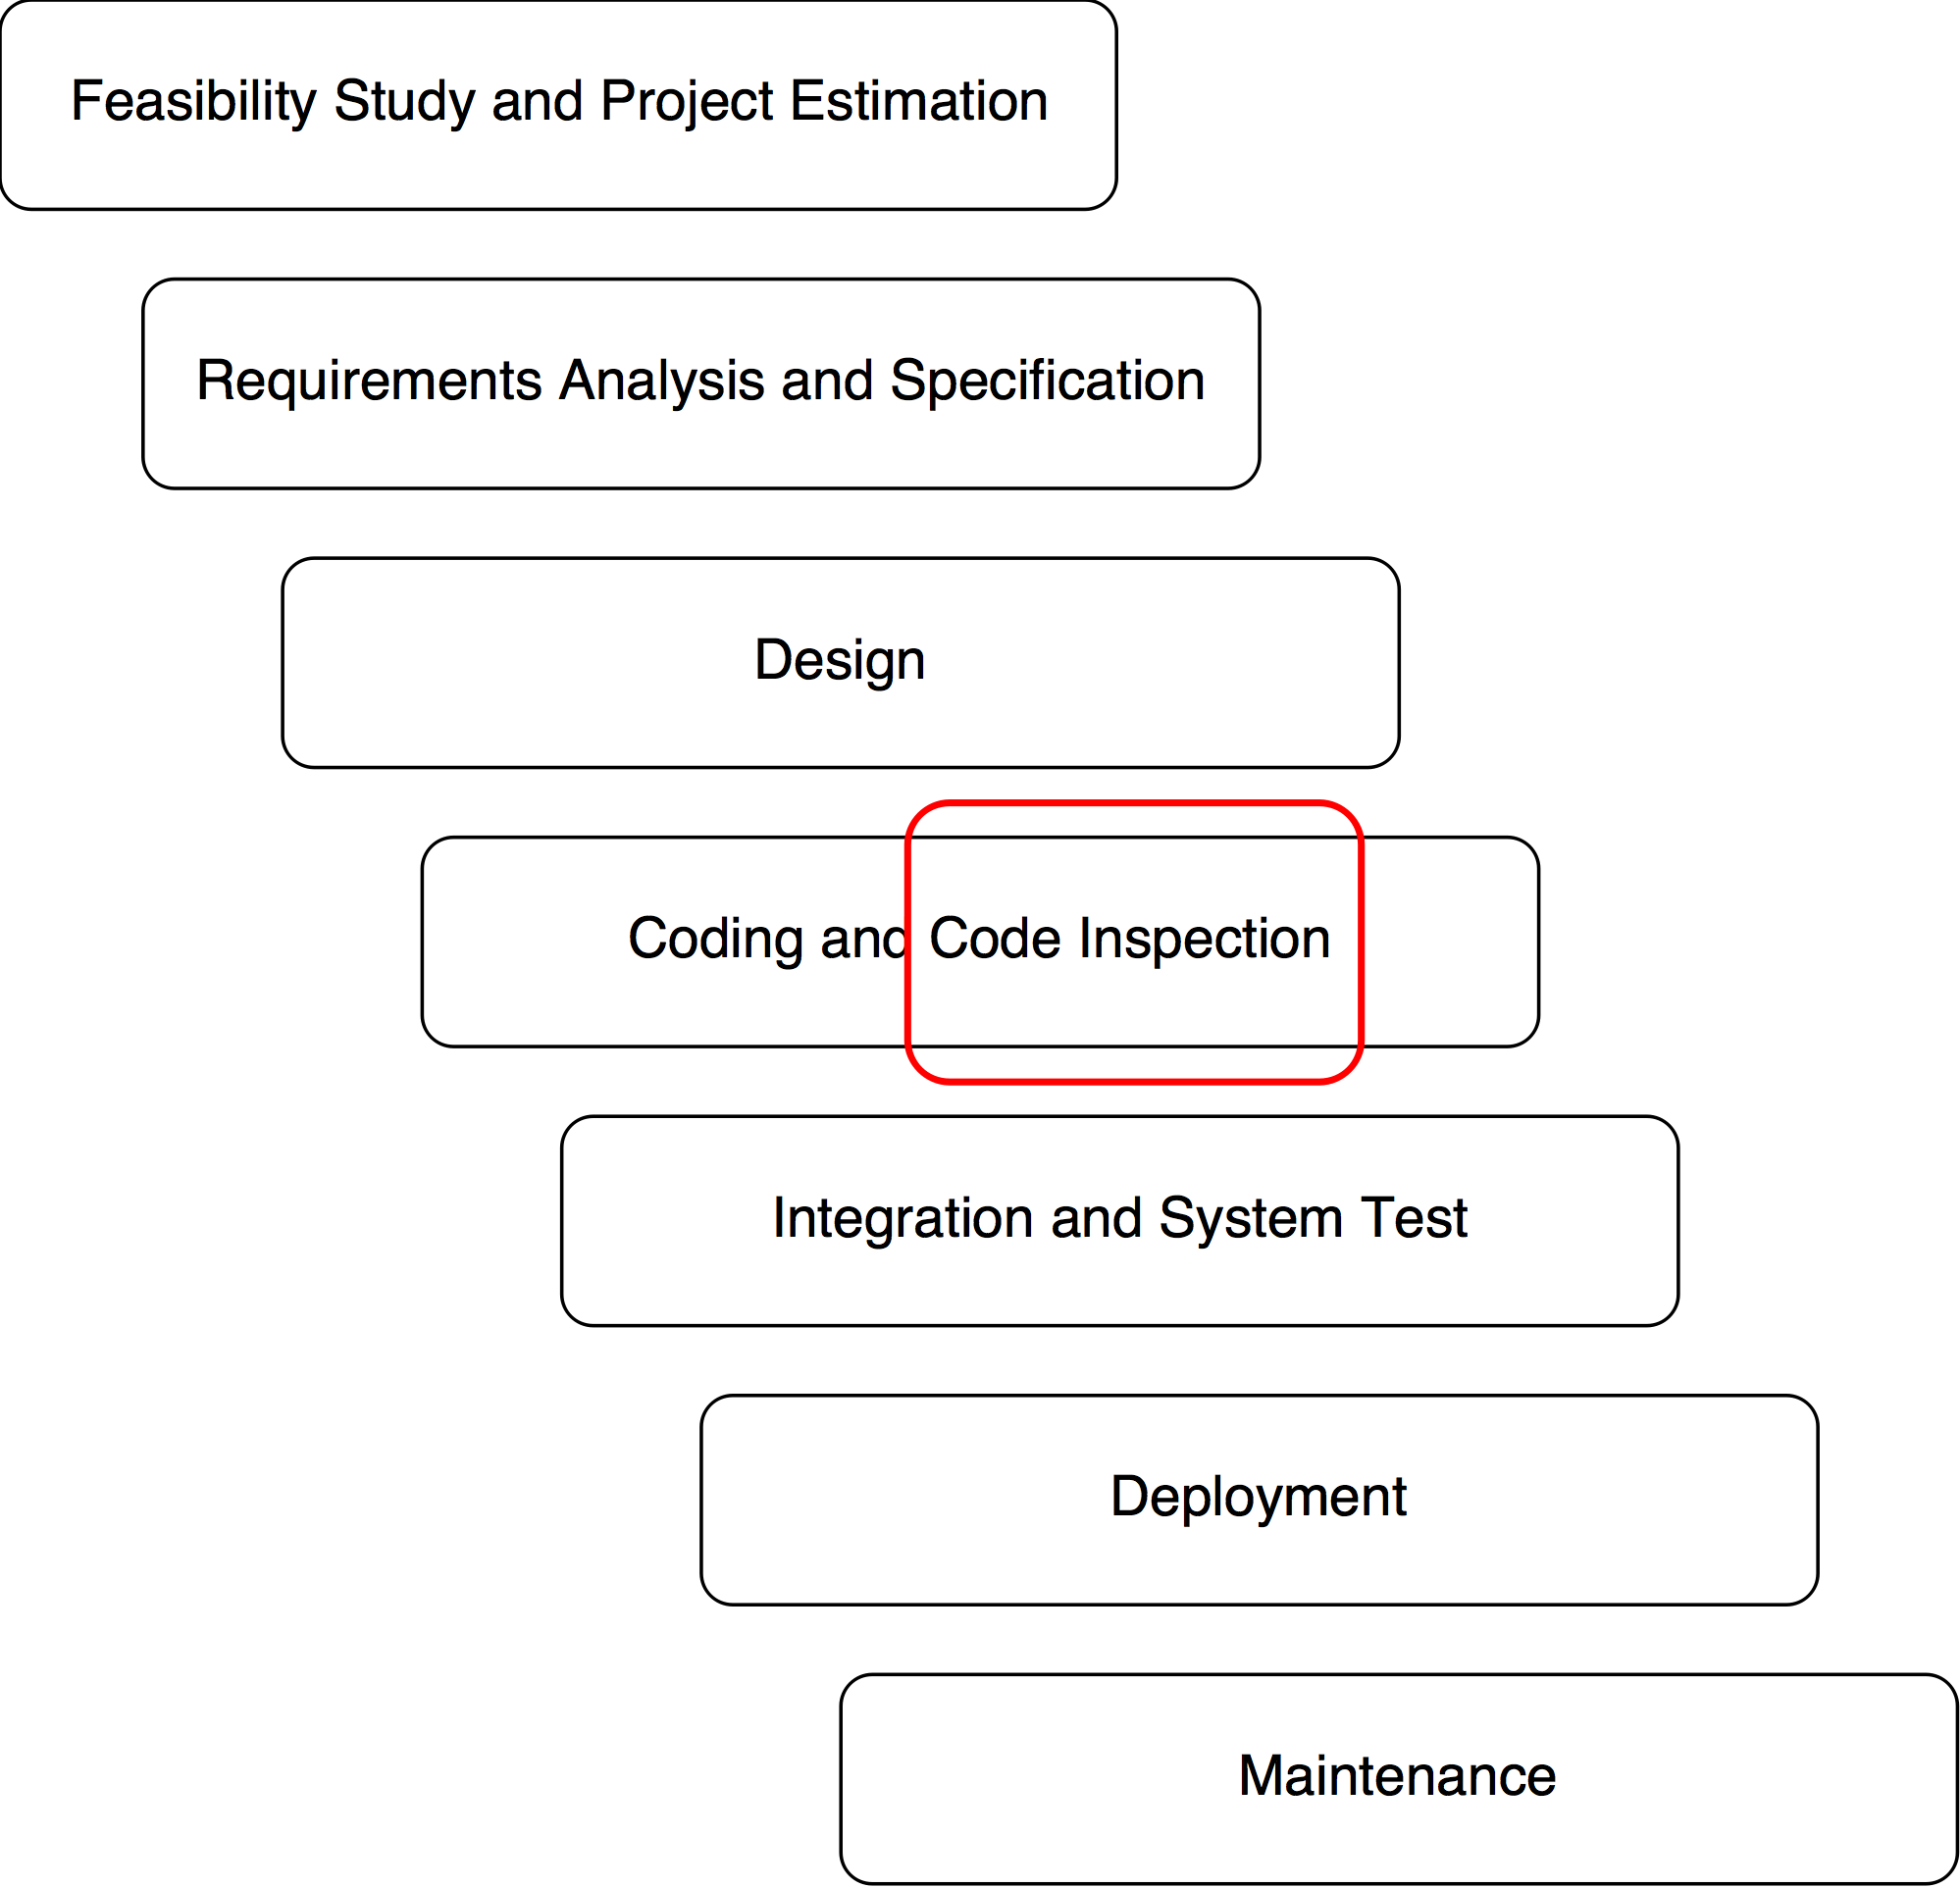 Feasibility Study and Project Estimation
Requirements Analysis and Specification
Design
Coding and Code Inspection
Integration and System Test
Deployment
Maintenance